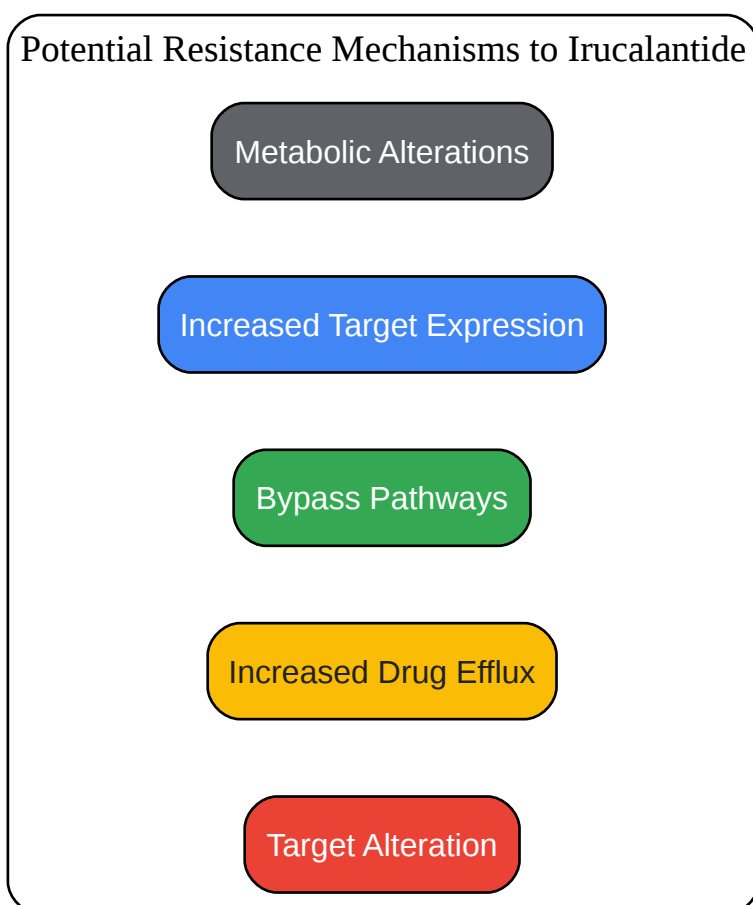 Potential Resistance Mechanisms to Irucalantide
Metabolic Alterations
Increased Target Expression
Bypass Pathways
Increased Drug Efflux
Target Alteration